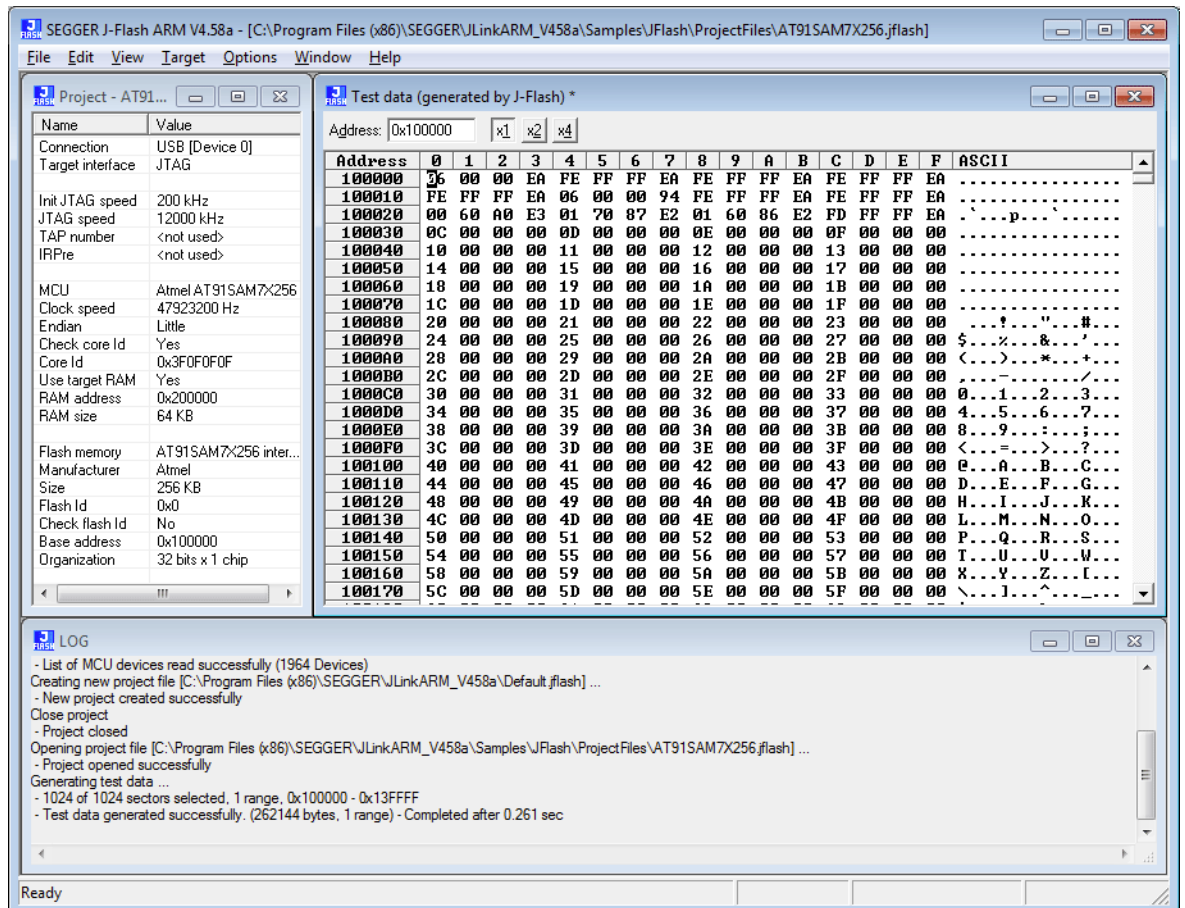 SEGGER J-Flash ARM V4.58a - [C:\Program Files (x86)\SEGGER\JLinkARM_V458a\Samples\JFlash\ProjectFiles\AT91SAM7X256.jflash]
File Edit View Target Options Window Help
Project - AT91...
Name Value
Connection USB [Device 0]
Target interface JTAG
Init JTAG speed 200 kHz
JTAG speed 12000 kHz
TAP number <not used>
IRPre <not used>
MCU Atmel AT91SAM7X256
Clock speed 47923200 Hz
Endian Little
Check core Id Yes
Core Id 0x3F0F0F0F
Use target RAM Yes
RAM address 0x200000
RAM size 64 KB
Flash memory AT91SAM7X256 inter...
Manufacturer Atmel
Size 256 KB
Flash Id 0x0
Check flash Id No
Base address 0x100000
Organization 32 bits x 1 chip
Test data (generated by J-Flash) *
Address: 0x100000 x1 x2 x4
Address 0 1 2 3 4 5 6 7 8 9 A B C D E F ASCII
100000 06 00 00 EA FE FF FF EA FE FF FF EA FE FF FF EA ................
100010 FE FF FF EA 06 00 00 94 FE FF FF EA FE FF FF EA ................
100020 00 60 A0 E3 01 70 87 E2 01 60 86 E2 FD FF FF EA .`...p...`......
100030 0C 00 00 00 0D 00 00 00 0E 00 00 00 0F 00 00 00 ................
100040 10 00 00 00 11 00 00 00 12 00 00 00 13 00 00 00 ................
100050 14 00 00 00 15 00 00 00 16 00 00 00 17 00 00 00 ................
100060 18 00 00 00 19 00 00 00 1A 00 00 00 1B 00 00 00 ................
100070 1C 00 00 00 1D 00 00 00 1E 00 00 00 1F 00 00 00 ................
100080 20 00 00 00 21 00 00 00 22 00 00 00 23 00 00 00 ...!..."...#...
100090 24 00 00 00 25 00 00 00 26 00 00 00 27 00 00 00 $...%...&...'...
1000A0 28 00 00 00 29 00 00 00 2A 00 00 00 2B 00 00 00 (...)...*...+...
1000B0 2C 00 00 00 2D 00 00 00 2E 00 00 00 2F 00 00 00 ,...-......./...
1000C0 30 00 00 00 31 00 00 00 32 00 00 00 33 00 00 00 0...1...2...3...
1000D0 34 00 00 00 35 00 00 00 36 00 00 00 37 00 00 00 4...5...6...7...
1000E0 38 00 00 00 39 00 00 00 3A 00 00 00 3B 00 00 00 8...9...:...;...
1000F0 3C 00 00 00 3D 00 00 00 3E 00 00 00 3F 00 00 00 <...=...>...?...
100100 40 00 00 00 41 00 00 00 42 00 00 00 43 00 00 00 @...A...B...C...
100110 44 00 00 00 45 00 00 00 46 00 00 00 47 00 00 00 D...E...F...G...
100120 48 00 00 00 49 00 00 00 4A 00 00 00 4B 00 00 00 H...I...J...K...
100130 4C 00 00 00 4D 00 00 00 4E 00 00 00 4F 00 00 00 L...M...N...O...
100140 50 00 00 00 51 00 00 00 52 00 00 00 53 00 00 00 P...Q...R...S...
100150 54 00 00 00 55 00 00 00 56 00 00 00 57 00 00 00 T...U...V...W...
100160 58 00 00 00 59 00 00 00 5A 00 00 00 5B 00 00 00 X...Y...Z...[...
100170 5C 00 00 00 5D 00 00 00 5E 00 00 00 5F 00 00 00 \...]...^..._...
LOG
- List of MCU devices read successfully (1964 Devices)
Creating new project file [C:\Program Files (x86)\SEGGER\JLinkARM_V458a\Default.jflash] ...
- New project created successfully
Close project
- Project closed
Opening project file [C:\Program Files (x86)\SEGGER\JLinkARM_V458a\Samples\JFlash\ProjectFiles\AT91SAM7X256.jflash] ...
- Project opened successfully
Generating test data ...
- 1024 of 1024 sectors selected, 1 range, 0x100000 - 0x13FFFF
- Test data generated successfully. (262144 bytes, 1 range) - Completed after 0.261 sec
Ready